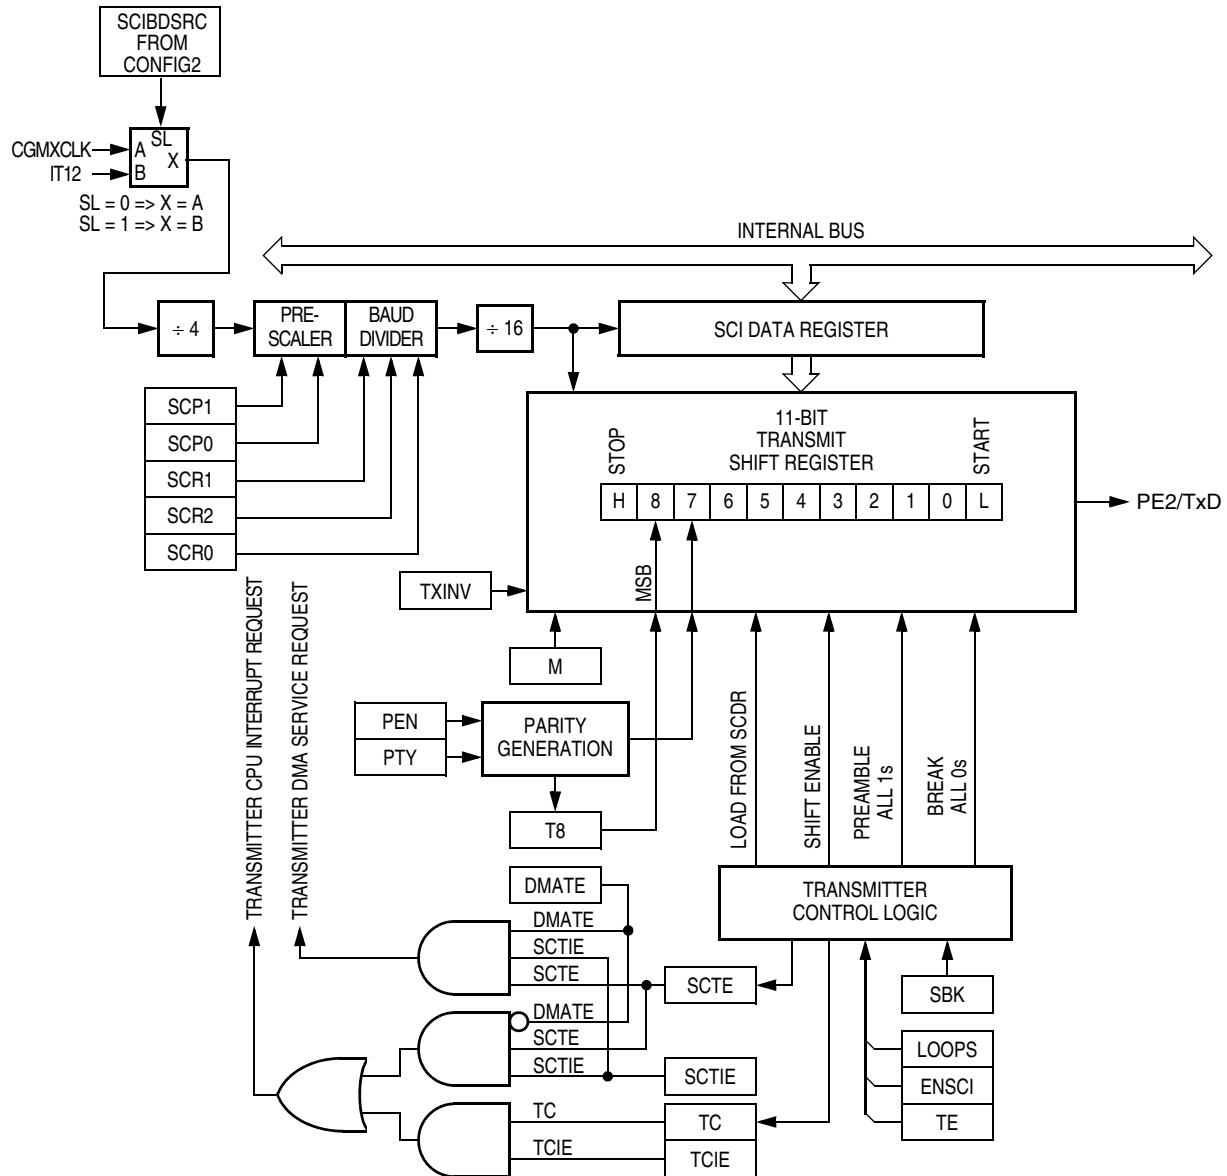 SCIBDSRC
FROM
CONFIG2
SL
CGMXCLK
A
X
IT12
B
SL = 0 => X = A
SL = 1 => X = B
INTERNAL BUS
÷ 4
PRE-
SCALER
BAUD
DIVIDER
÷ 16
SCI DATA REGISTER
SCP1
SCP0
SCR1
SCR2
SCR0
11-BIT
TRANSMIT
SHIFT REGISTER
STOP
START
H 8 7 6 5 4 3 2 1 0 L
PE2/TxD
MSB
TXINV
M
PEN
PTY
PARITY
GENERATION
T8
LOAD FROM SCDR
SHIFT ENABLE
PREAMBLE
ALL 1s
BREAK
ALL 0s
TRANSMITTER CPU INTERRUPT REQUEST
TRANSMITTER DMA SERVICE REQUEST
TRANSMITTER
CONTROL LOGIC
DMATE
DMATE
SCTIE
SCTE
SCTE
SBK
DMATE
SCTE
SCTIE
SCTIE
LOOPS
ENSCI
TE
TC
TC
TCIE
TCIE